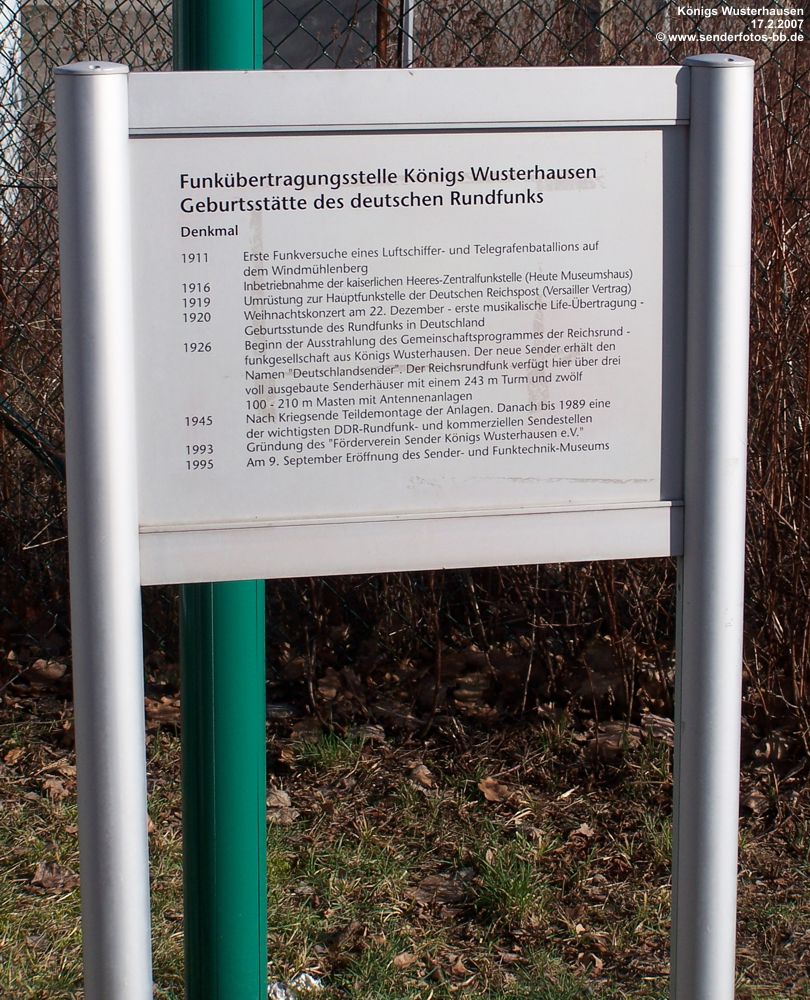 Königs Wusterhausen
17.2.2007
© www.senderfotos-bb.de
Funkübertragungsstelle Königs Wusterhausen
Geburtsstätte des deutschen Rundfunks
Denkmal
1911 Erste Funkversuche eines Luftschiffer- und Telegrafenbatallions auf
dem Windmühlenberg
1916 Inbetriebnahme der kaiserlichen Heeres-Zentralfunkstelle (Heute Museumshaus)
1919 Umrüstung zur Hauptfunkstelle der Deutschen Reichspost (Versailler Vertrag)
1920 Weihnachtskonzert am 22. Dezember - erste musikalische Life-Übertragung -
Geburtsstunde des Rundfunks in Deutschland
1926 Beginn der Ausstrahlung des Gemeinschaftsprogrammes der Reichsrund -
funkgesellschaft aus Königs Wusterhausen. Der neue Sender erhält den
Namen "Deutschlandsender". Der Reichsrundfunk verfügt hier über drei
voll ausgebaute Senderhäuser mit einem 243 m Turm und zwölf
100 - 210 m Masten mit Antennenanlagen
1945 Nach Kriegsende Teildemontage der Anlagen. Danach bis 1989 eine
der wichtigsten DDR-Rundfunk- und kommerziellen Sendestellen
1993 Gründung des "Förderverein Sender Königs Wusterhausen e.V."
1995 Am 9. September Eröffnung des Sender- und Funktechnik-Museums